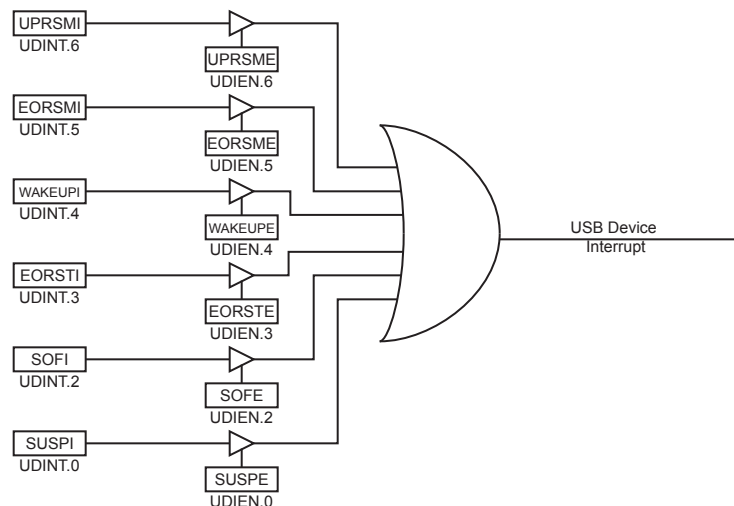 UPRSMI
UDINT.6
UPRSME
UDIEN.6
EORSMI
UDINT.5
EORSME
UDIEN.5
WAKEUPI
UDINT.4
WAKEUPE
UDIEN.4
USB Device
Interrupt
EORSTI
UDINT.3
EORSTE
UDIEN.3
SOFI
UDINT.2
SOFE
UDIEN.2
SUSPI
UDINT.0
SUSPE
UDIEN.0